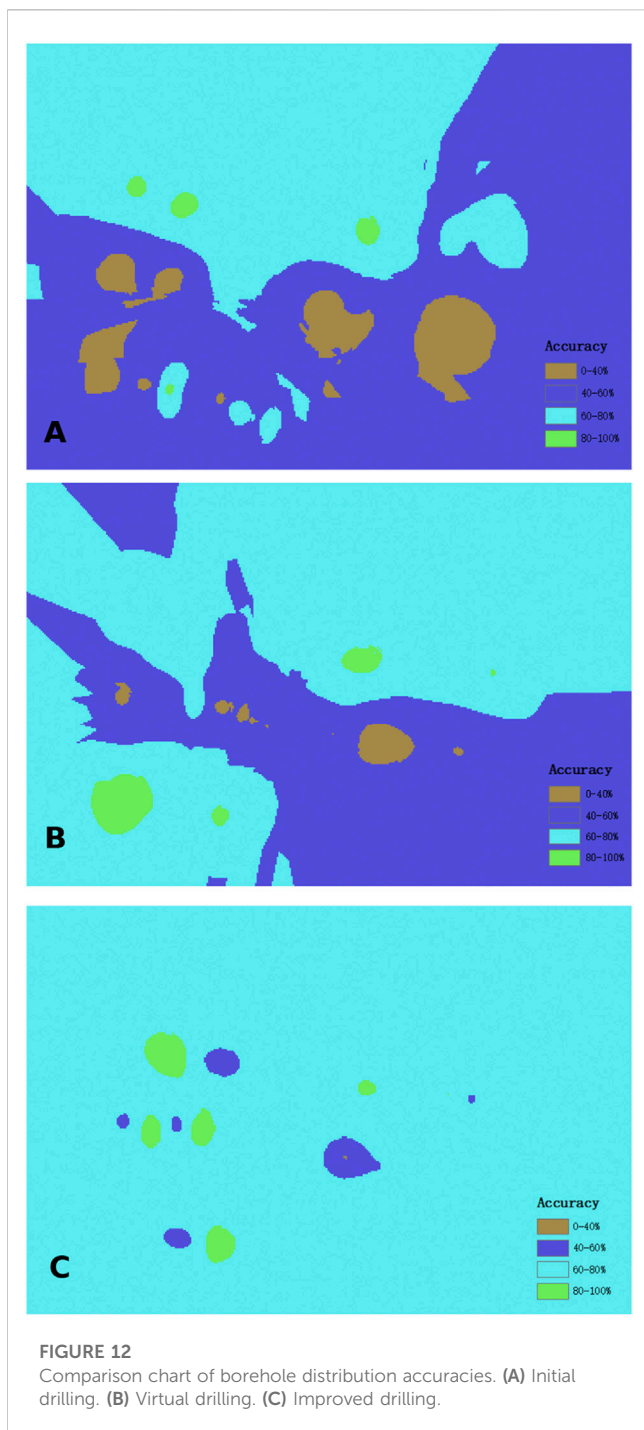 Accuracy
0-40%
40-60%
60-80%
80-100%
A
Accuracy
0-40%
40-60%
60-80%
80-100%
B
Accuracy
0-40%
40-60%
60-80%
80-100%
C
FIGURE 12
Comparison chart of borehole distribution accuracies. (A) Initial
drilling. (B) Virtual drilling. (C) Improved drilling.